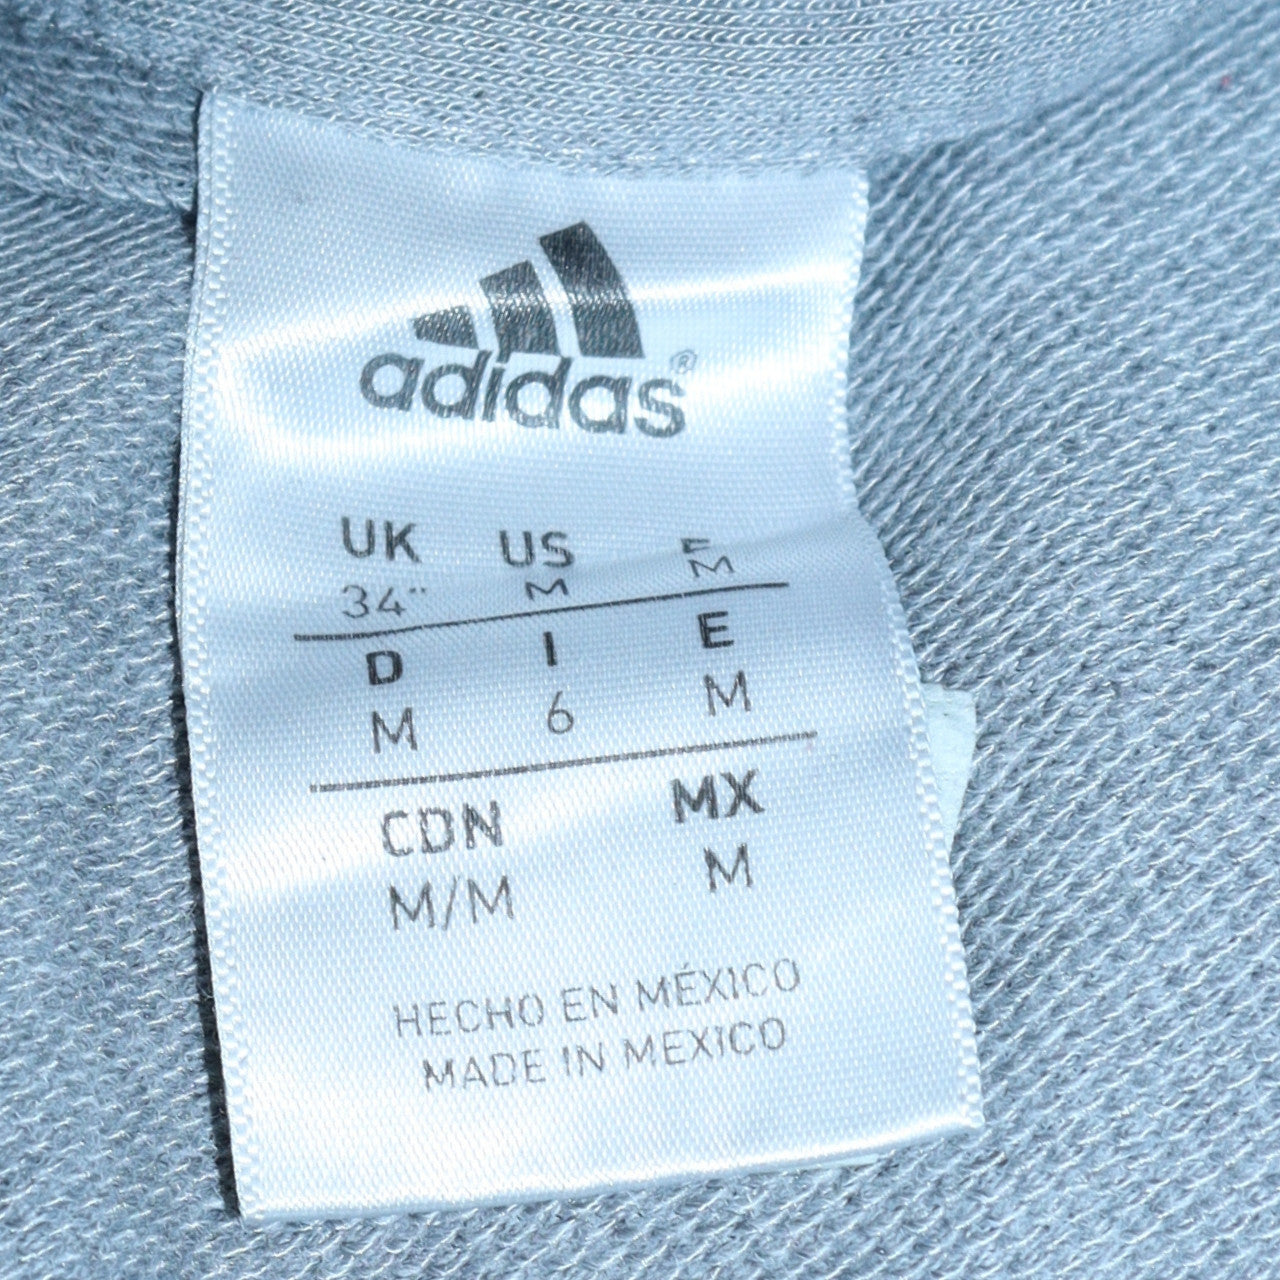 adidas®
UK US F
34" M M
D I E
M 6 M
CDN MX
M/M M
HECHO EN MÉXICO
MADE IN MEXICO